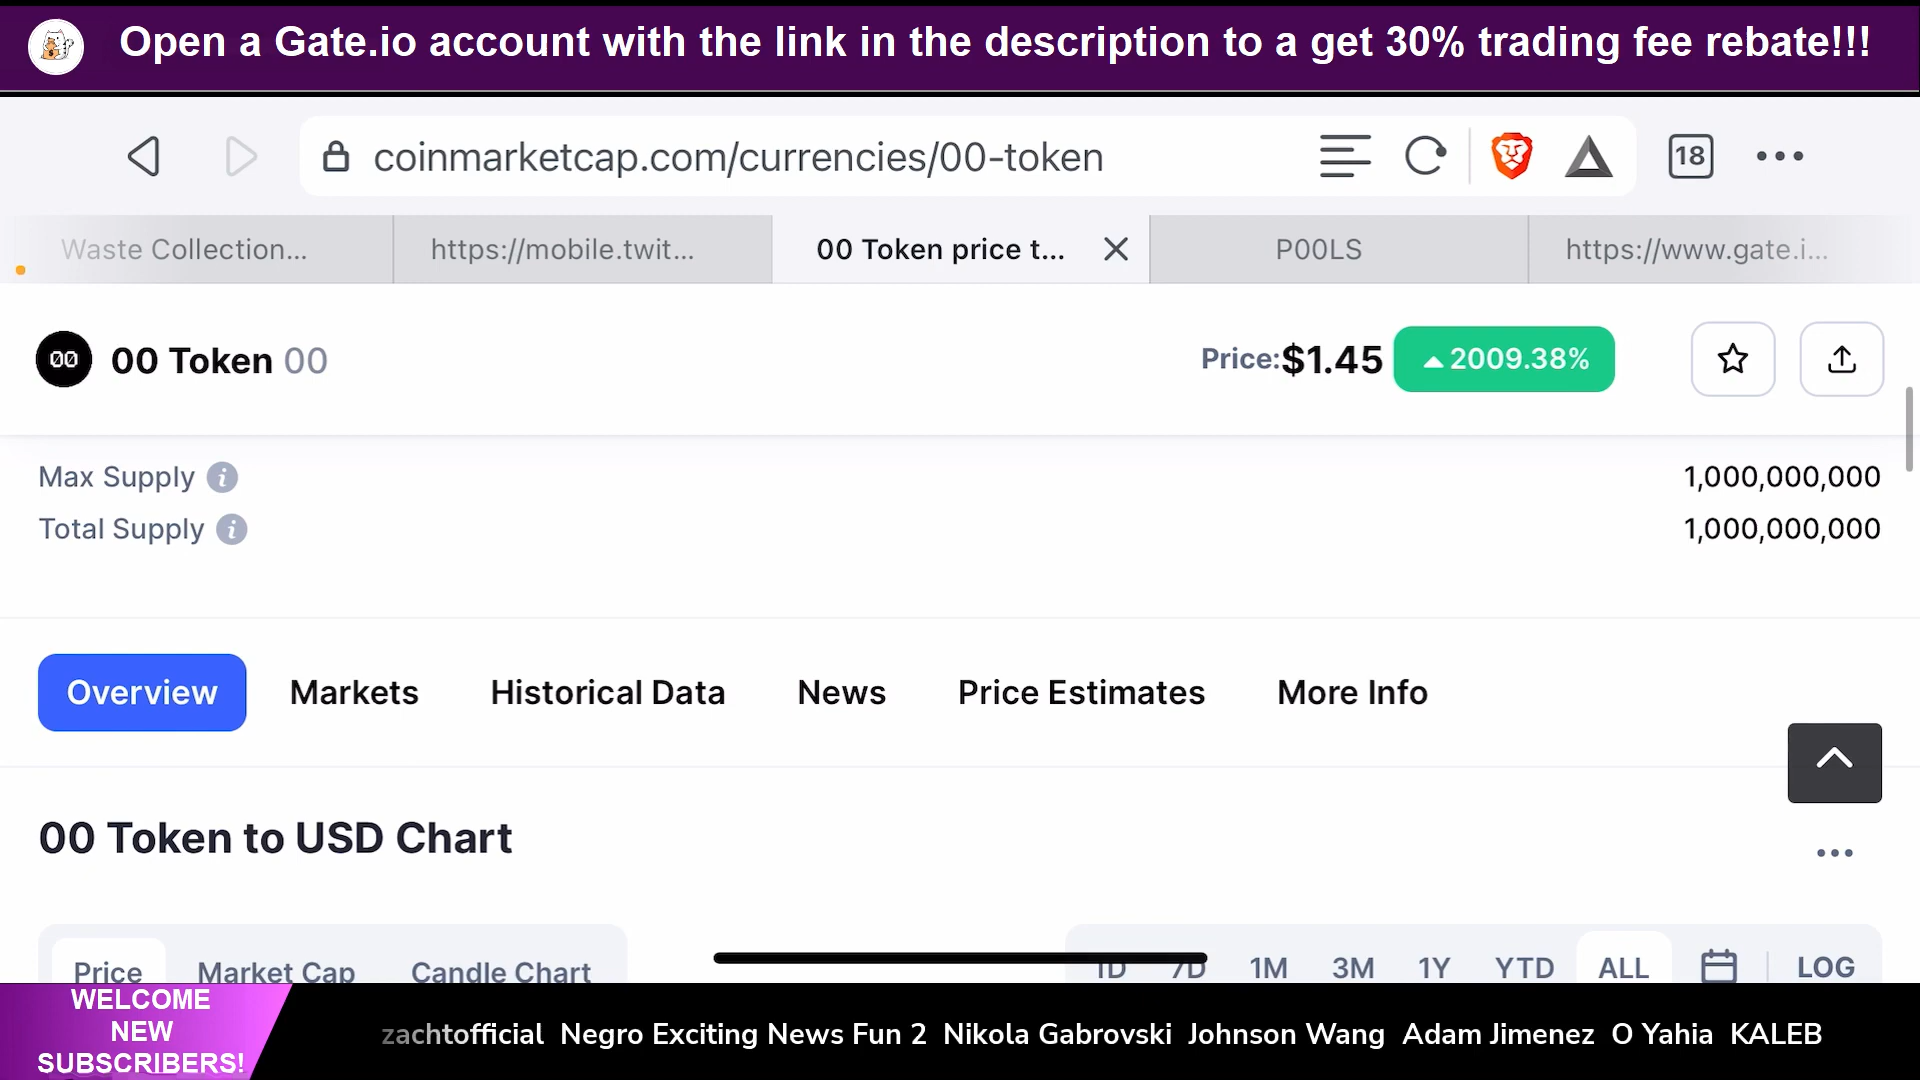 Open a Gate.io account with the link in the description to a get 30% trading fee rebate!!!
coinmarketcap.com/currencies/00-token
18
Waste Collection...
https://mobile.twit...
00 Token price t...
P00LS
https://www.gate.i...
00
00 Token 00
Price:$1.45
2009.38%
Max Supply i
1,000,000,000
Total Supply i
1,000,000,000
Overview Markets Historical Data News Price Estimates More Info
00 Token to USD Chart
Price Market Cap Candle Chart
1D 7D 1M 3M 1Y YTD ALL LOG
WELCOME
NEW
SUBSCRIBERS!
zachtofficial Negro Exciting News Fun 2 Nikola Gabrovski Johnson Wang Adam Jimenez O Yahia KALEB